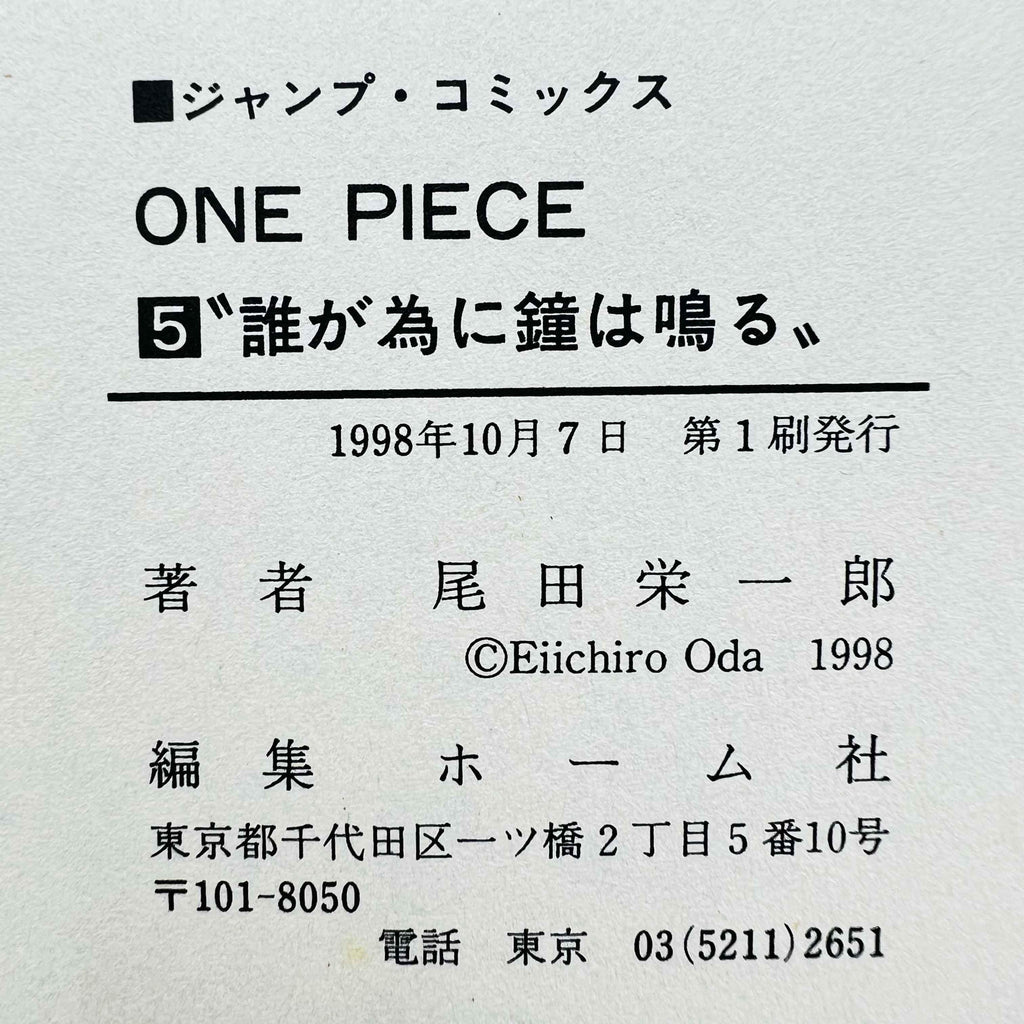 ■ジャンプ・コミックス
ONE PIECE
5〝誰が為に鐘は鳴る〟
1998年10月7日 第1刷発行
著者 尾田栄一郎
©Eiichiro Oda 1998
編集 ホーム社
東京都千代田区一ツ橋2丁目5番10号
〒101-8050
電話 東京 03(5211)2651